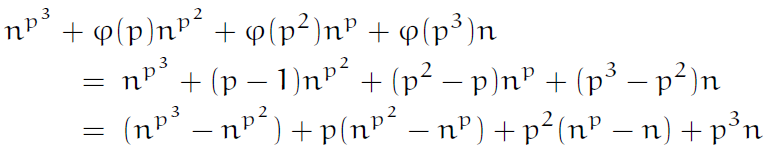 n^{p^3} + φ(p)n^{p^2} + φ(p^2)n^p + φ(p^3)n
= n^{p^3} + (p − 1)n^{p^2} + (p^2 − p)n^p + (p^3 − p^2)n
= (n^{p^3} − n^{p^2}) + p(n^{p^2} − n^p) + p^2(n^p − n) + p^3n